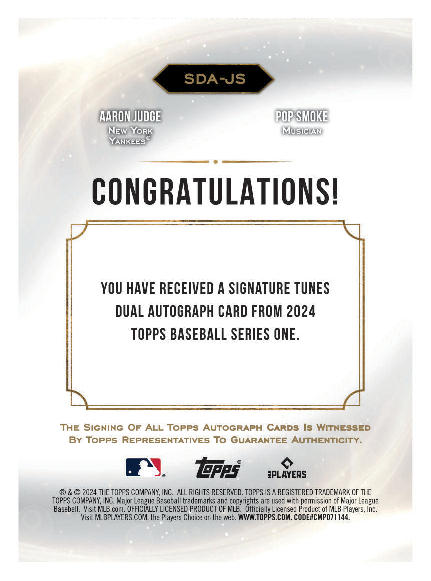 SDA-JS
AARON JUDGE
NEW YORK
YANKEES™
POP SMOKE
MUSICIAN
CONGRATULATIONS!
YOU HAVE RECEIVED A SIGNATURE TUNES
DUAL AUTOGRAPH CARD FROM 2024
TOPPS BASEBALL SERIES ONE.
THE SIGNING OF ALL TOPPS AUTOGRAPH CARDS IS WITNESSED
BY TOPPS REPRESENTATIVES TO GUARANTEE AUTHENTICITY.
Topps®
PLAYERS
® & © 2024 THE TOPPS COMPANY, INC. ALL RIGHTS RESERVED. TOPPS IS A REGISTERED TRADEMARK OF THE
TOPPS COMPANY, INC. Major League Baseball trademarks and copyrights are used with permission of Major League
Baseball. Visit MLB.com. OFFICIALLY LICENSED PRODUCT OF MLB. Officially Licensed Product of MLB Players, Inc.
Visit MLBPLAYERS.COM, the Players Choice on the web. WWW.TOPPS.COM. CODE#CMP071144.